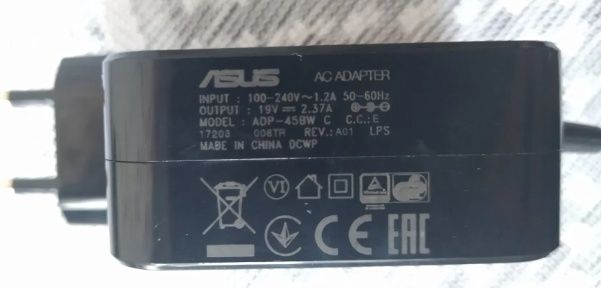 ASUS AC ADAPTER
INPUT : 100-240V~1.2A 50-60Hz
OUTPUT : 19V⎓2.37A
MODEL : ADP-45BW C C.C.:E
17203 008TR REV.:A01 LPS
MADE IN CHINA DCWP
VI
CE EAC